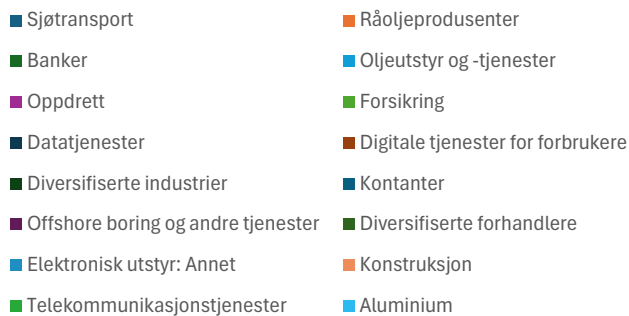 Sjøtransport
Råoljeprodusenter
Banker
Oljeutstyr og -tjenester
Oppdrett
Forsikring
Datatjenester
Digitale tjenester for forbrukere
Diversifiserte industrier
Kontanter
Offshore boring og andre tjenester
Diversifiserte forhandlere
Elektronisk utstyr: Annet
Konstruksjon
Telekommunikasjonstjenester
Aluminium